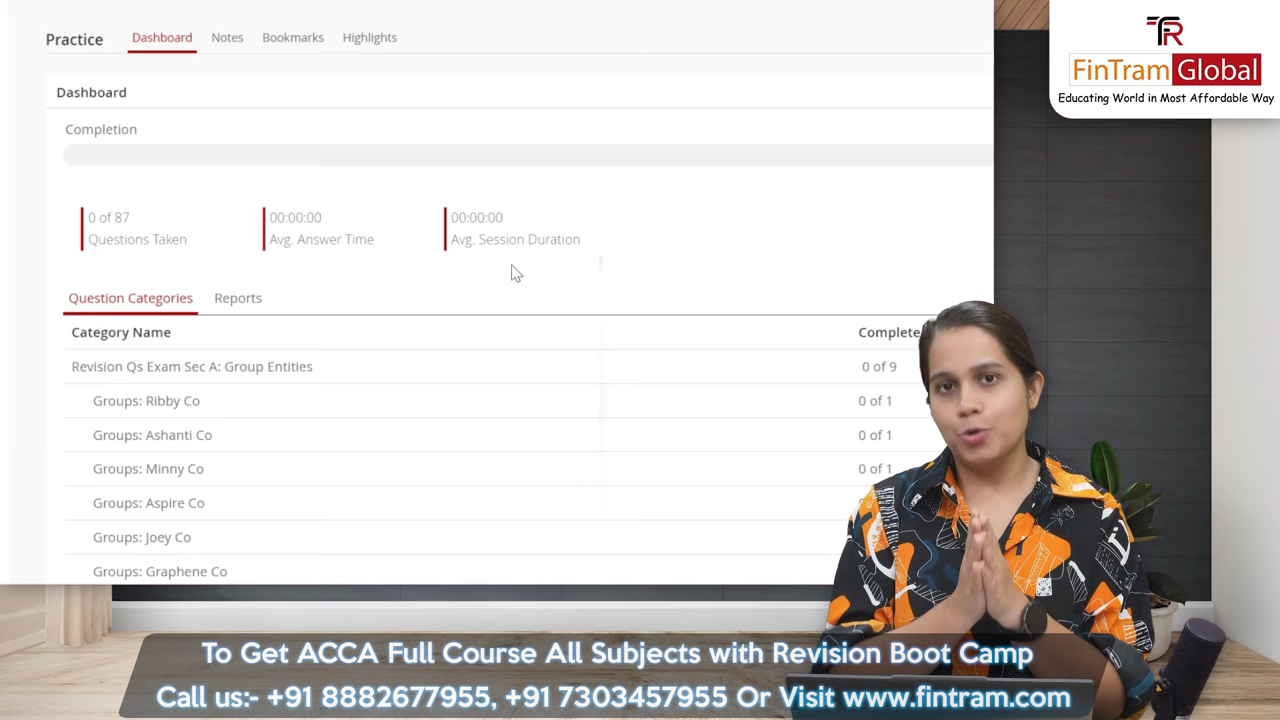 Practice Dashboard Notes Bookmarks Highlights
TR
FinTram Global
Educating World in Most Affordable Way
Dashboard
Completion
0 of 87 00:00:00 00:00:00
Questions Taken Avg. Answer Time Avg. Session Duration
Question Categories Reports
Category Name Complete
Revision Qs Exam Sec A: Group Entities 0 of 9
Groups: Ribby Co 0 of 1
Groups: Ashanti Co 0 of 1
Groups: Minny Co 0 of 1
Groups: Aspire Co
Groups: Joey Co
Groups: Graphene Co
To Get ACCA Full Course All Subjects with Revision Boot Camp
Call us:- +91 8882677955, +91 7303457955 Or Visit www.fintram.com